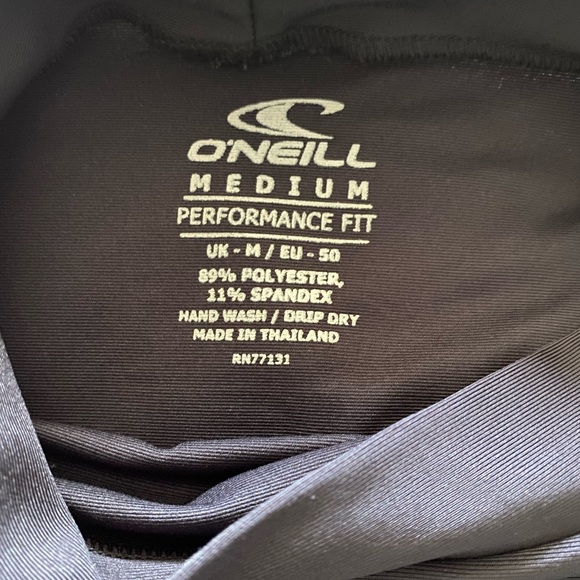 O'NEILL
MEDIUM
PERFORMANCE FIT
UK - M / EU - 50
89% POLYESTER,
11% SPANDEX
HAND WASH / DRIP DRY
MADE IN THAILAND
RN77131